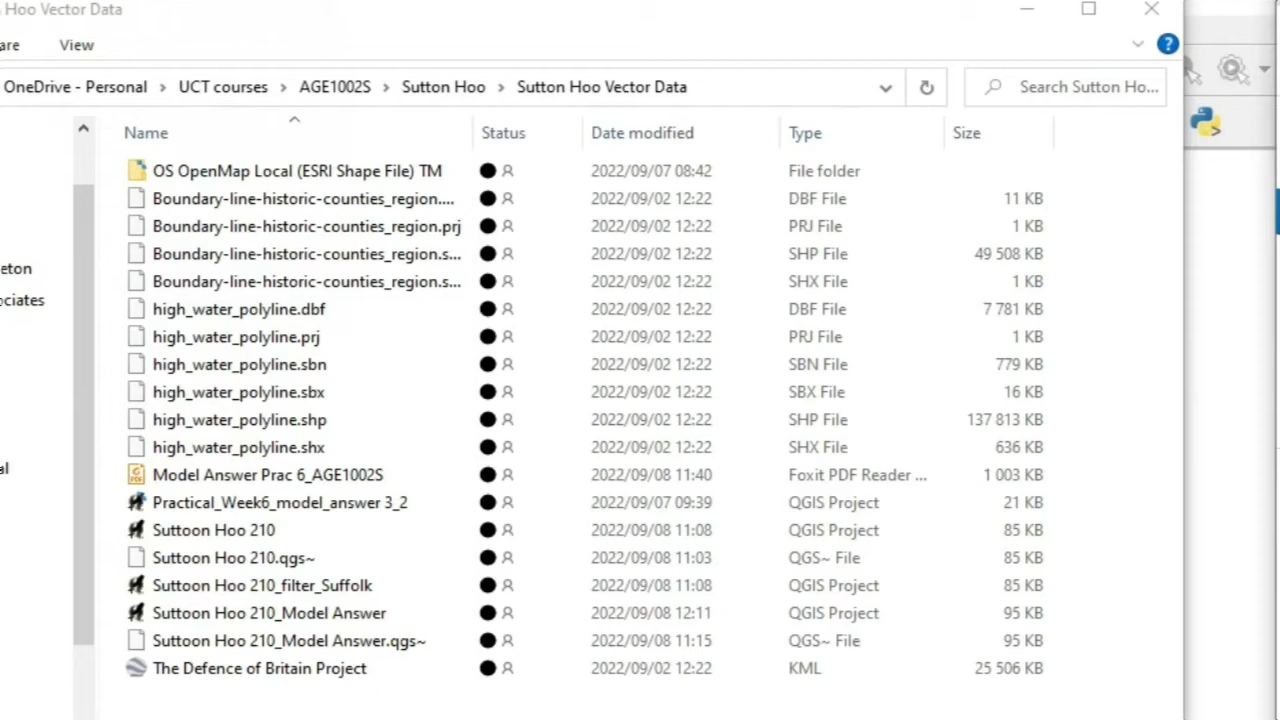 Hoo Vector Data
are View
OneDrive - Personal > UCT courses > AGE1002S > Sutton Hoo > Sutton Hoo Vector Data
Search Sutton Ho...
Name Status Date modified Type Size
OS OpenMap Local (ESRI Shape File) TM 2022/09/07 08:42 File folder
Boundary-line-historic-counties_region.... 2022/09/02 12:22 DBF File 11 KB
Boundary-line-historic-counties_region.prj 2022/09/02 12:22 PRJ File 1 KB
Boundary-line-historic-counties_region.s... 2022/09/02 12:22 SHP File 49 508 KB
Boundary-line-historic-counties_region.s... 2022/09/02 12:22 SHX File 1 KB
high_water_polyline.dbf 2022/09/02 12:22 DBF File 7 781 KB
high_water_polyline.prj 2022/09/02 12:22 PRJ File 1 KB
high_water_polyline.sbn 2022/09/02 12:22 SBN File 779 KB
high_water_polyline.sbx 2022/09/02 12:22 SBX File 16 KB
high_water_polyline.shp 2022/09/02 12:22 SHP File 137 813 KB
high_water_polyline.shx 2022/09/02 12:22 SHX File 636 KB
Model Answer Prac 6_AGE1002S 2022/09/08 11:40 Foxit PDF Reader ... 1 003 KB
Practical_Week6_model_answer 3_2 2022/09/07 09:39 QGIS Project 21 KB
Suttoon Hoo 210 2022/09/08 11:08 QGIS Project 85 KB
Suttoon Hoo 210.qgs~ 2022/09/08 11:03 QGS~ File 85 KB
Suttoon Hoo 210_filter_Suffolk 2022/09/08 11:08 QGIS Project 85 KB
Suttoon Hoo 210_Model Answer 2022/09/08 12:11 QGIS Project 95 KB
Suttoon Hoo 210_Model Answer.qgs~ 2022/09/08 11:15 QGS~ File 95 KB
The Defence of Britain Project 2022/09/02 12:22 KML 25 506 KB
eton
ciates